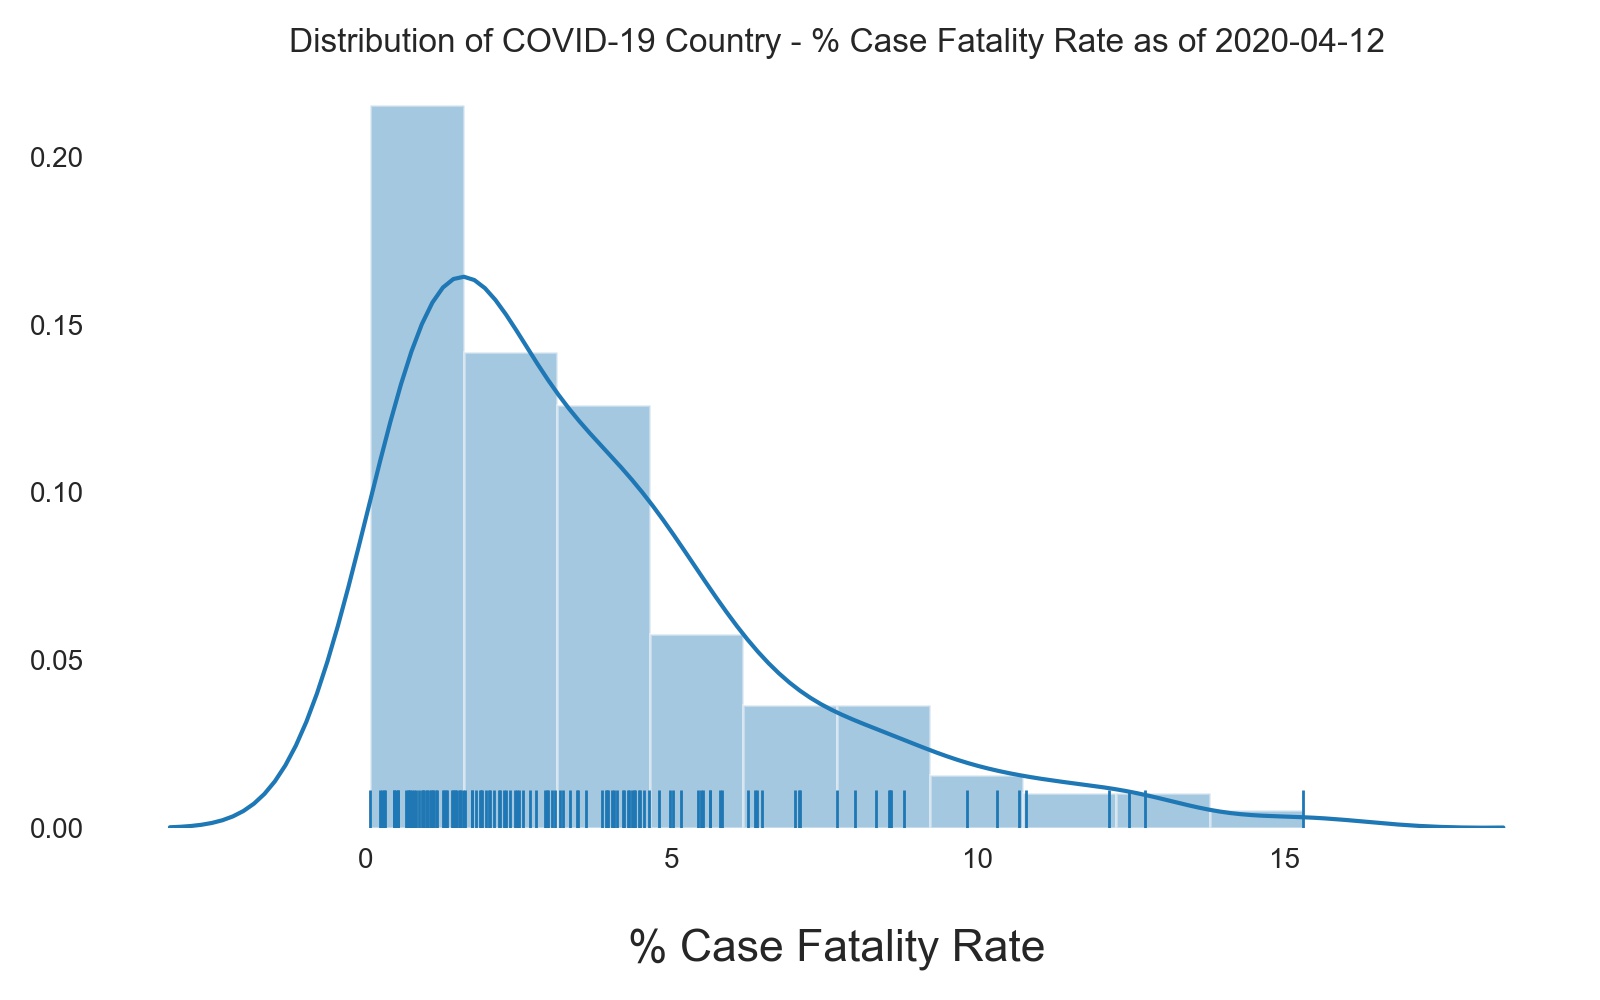 Distribution of COVID-19 Country - % Case Fatality Rate as of 2020-04-12
0.20
0.15
0.10
0.05
0.00
0 5 10 15
% Case Fatality Rate